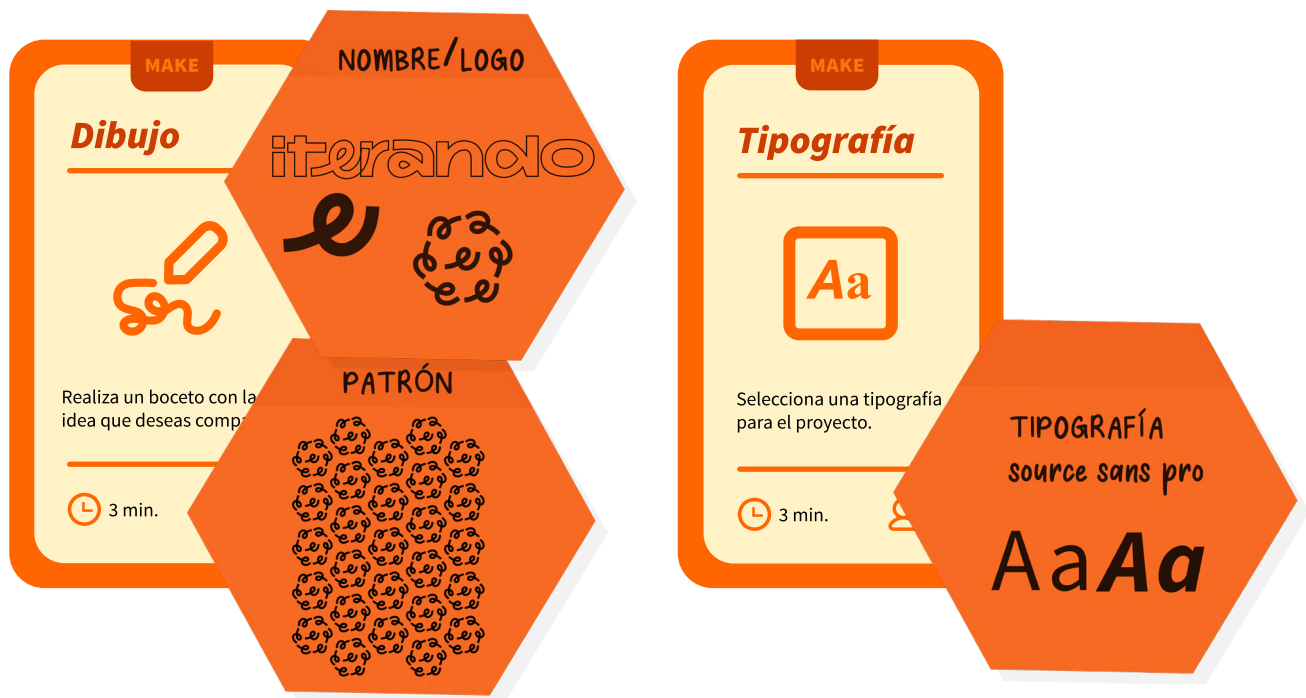 MAKE
Dibujo
Realiza un boceto con la
idea que deseas compa
3 min.
NOMBRE/LOGO
iterando
e
PATRÓN
MAKE
Tipografía
Aa
Selecciona una tipografía
para el proyecto.
3 min.
TIPOGRAFÍA
source sans pro
AaAa